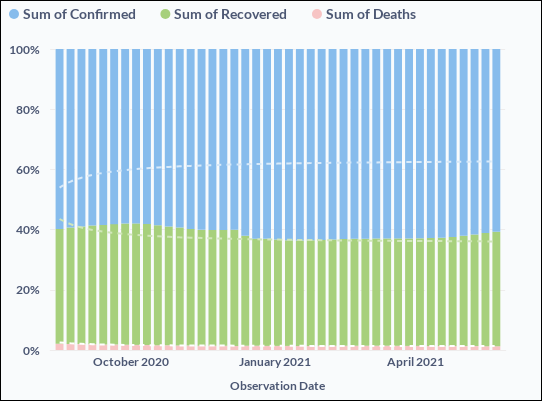 Sum of Confirmed Sum of Recovered Sum of Deaths
100%
80%
60%
40%
20%
0%
October 2020 January 2021 April 2021
Observation Date